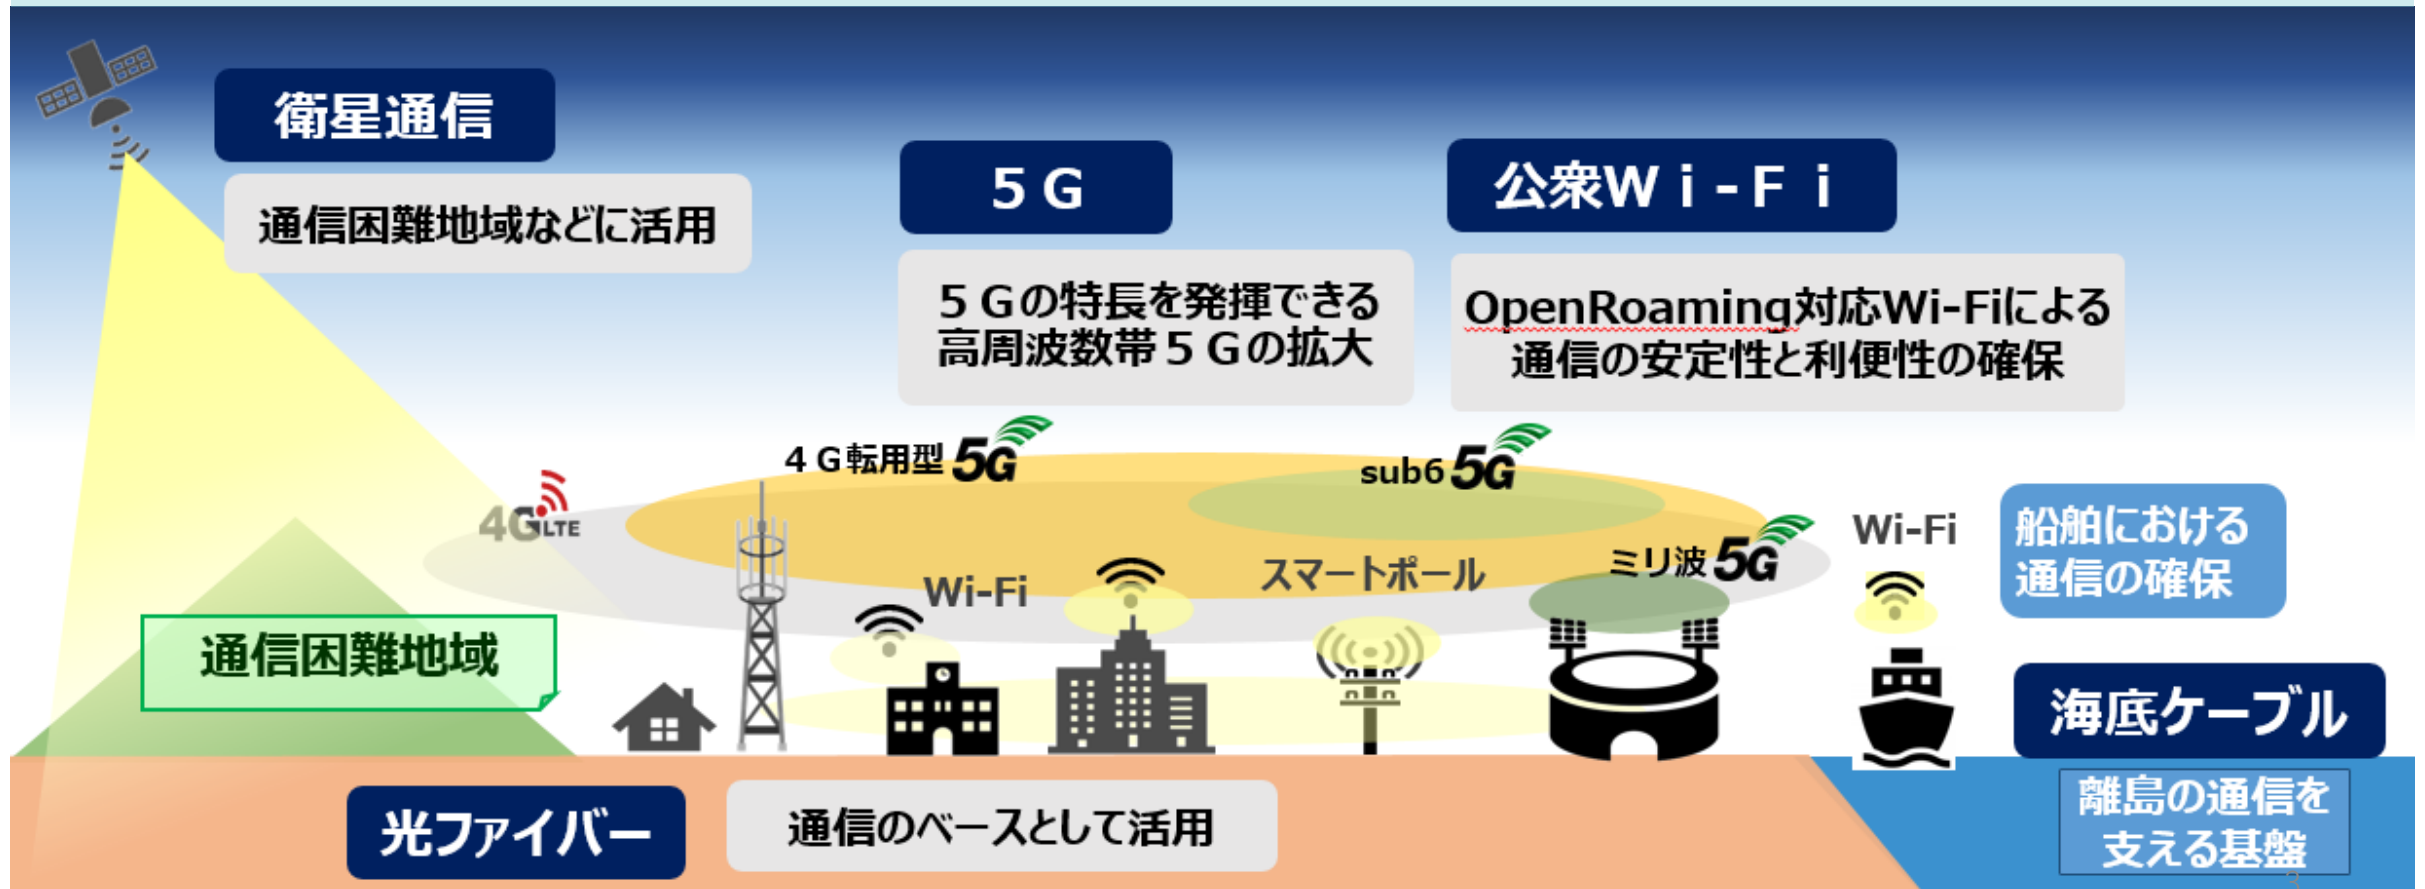 衛星通信
通信困難地域などに活用
５Ｇ
５Ｇの特長を発揮できる
高周波数帯５Ｇの拡大
公衆Ｗｉ-Ｆｉ
OpenRoaming対応Wi-Fiによる
通信の安定性と利便性の確保
４Ｇ転用型 5G
sub6 5G
4G LTE
ミリ波 5G
Wi-Fi
スマートポール
Wi-Fi
船舶における
通信の確保
通信困難地域
海底ケーブル
離島の通信を
支える基盤
光ファイバー
通信のベースとして活用
3